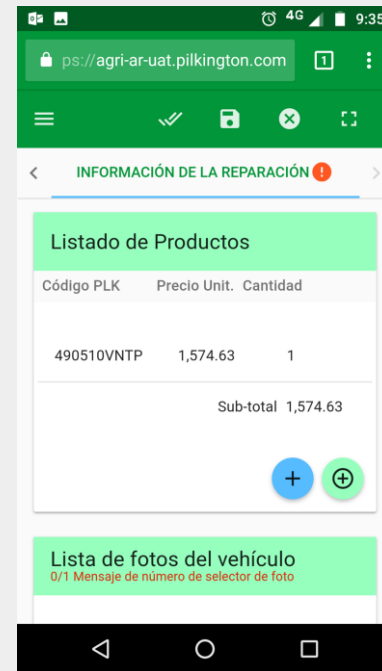 4G 9:35
ps://agri-ar-uat.pilkington.com 1
INFORMACIÓN DE LA REPARACIÓN
Listado de Productos
Código PLK Precio Unit. Cantidad
490510VNTP 1,574.63 1
Sub-total 1,574.63
Lista de fotos del vehículo
0/1 Mensaje de número de selector de foto